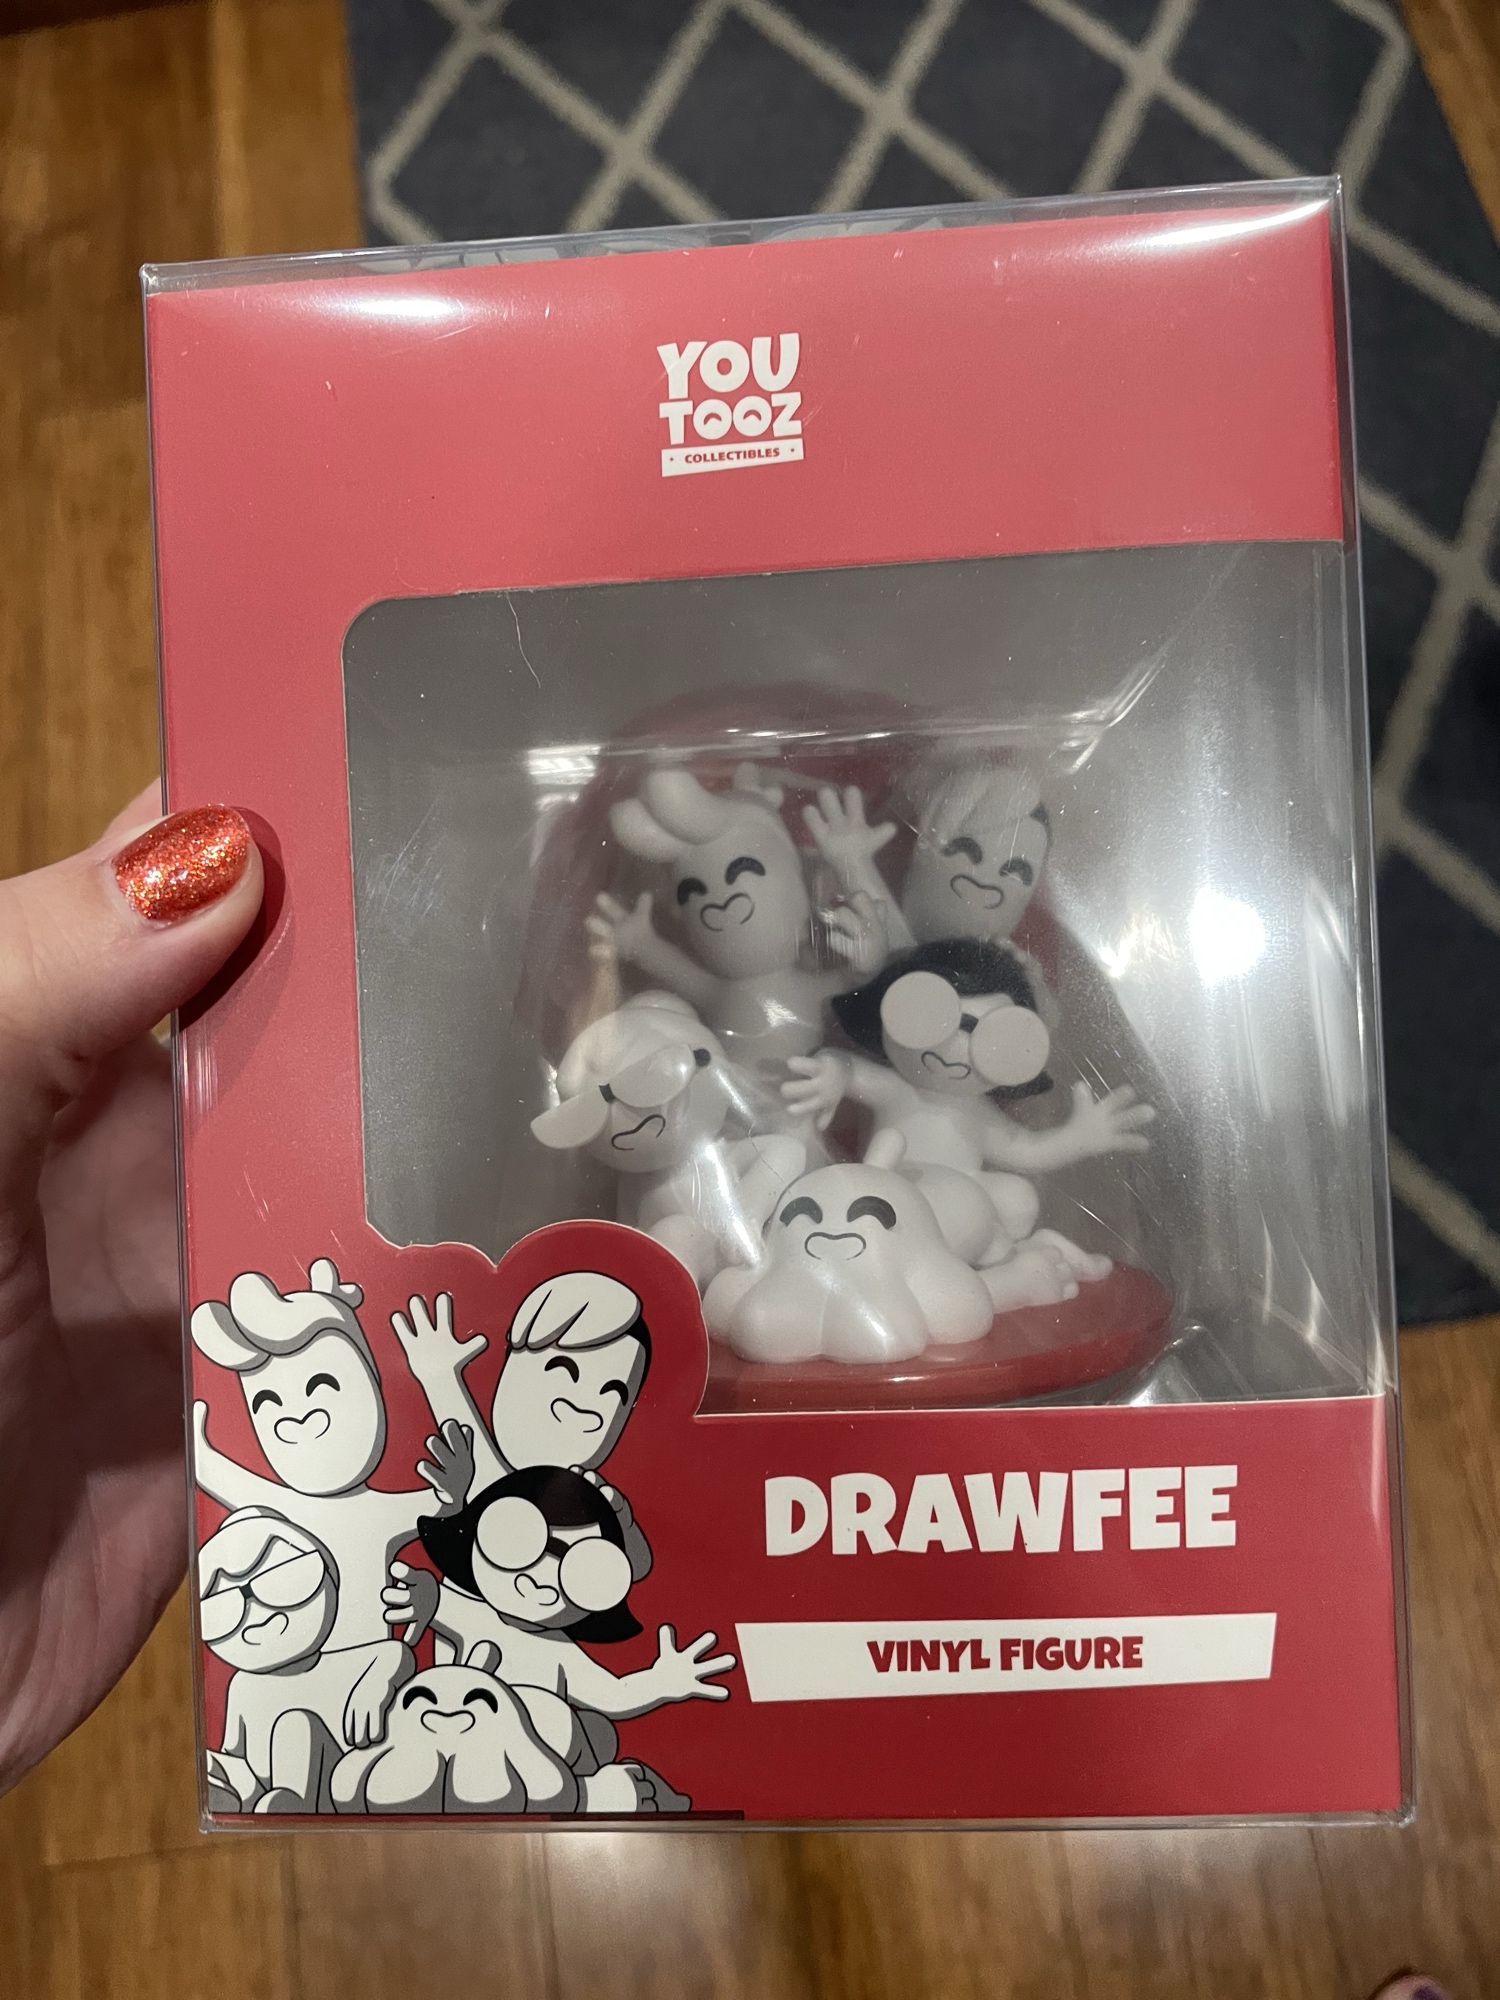 YOU
TOOZ
• COLLECTIBLES •
DRAWFEE
VINYL FIGURE